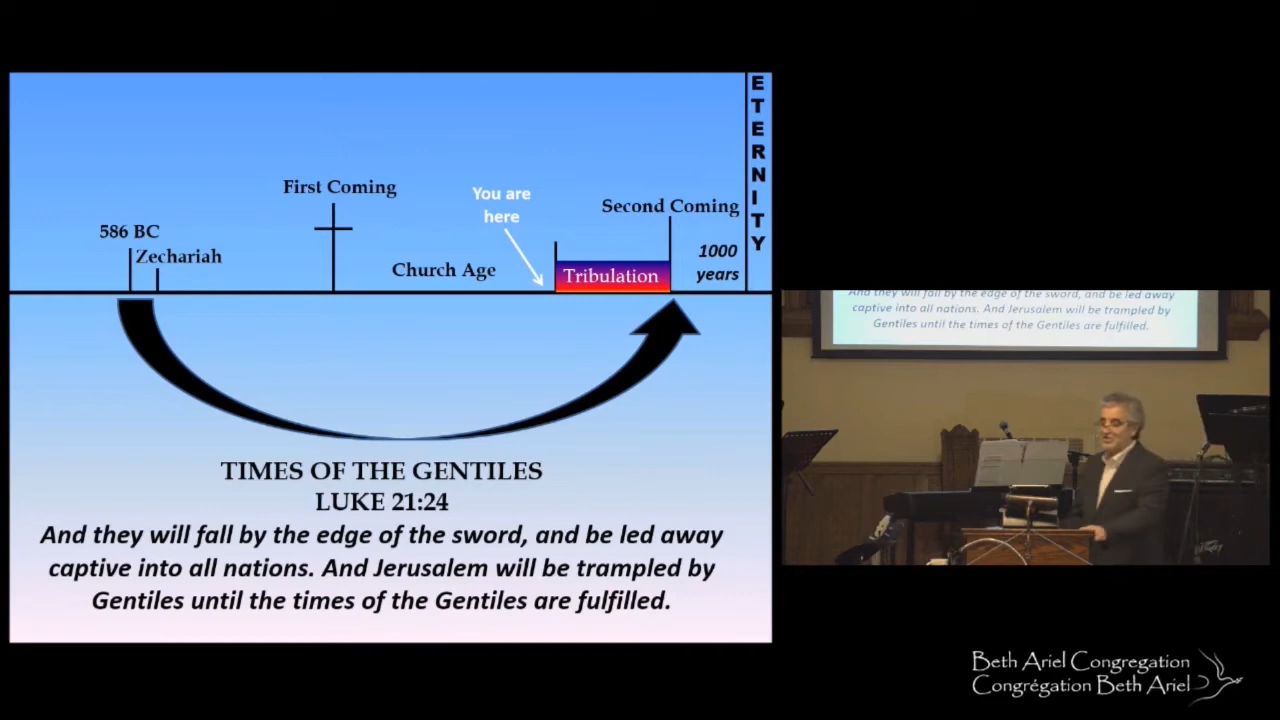 ETERNITY
First Coming
You are
here
Second Coming
586 BC
Zechariah
Church Age
Tribulation
1000
years
TIMES OF THE GENTILES
LUKE 21:24
And they will fall by the edge of the sword, and be led away
captive into all nations. And Jerusalem will be trampled by
Gentiles until the times of the Gentiles are fulfilled.
And they will fall by the edge of the sword, and be led away
captive into all nations. And Jerusalem will be trampled by
Gentiles until the times of the Gentiles are fulfilled.
Beth Ariel Congregation
Congrégation Beth Ariel